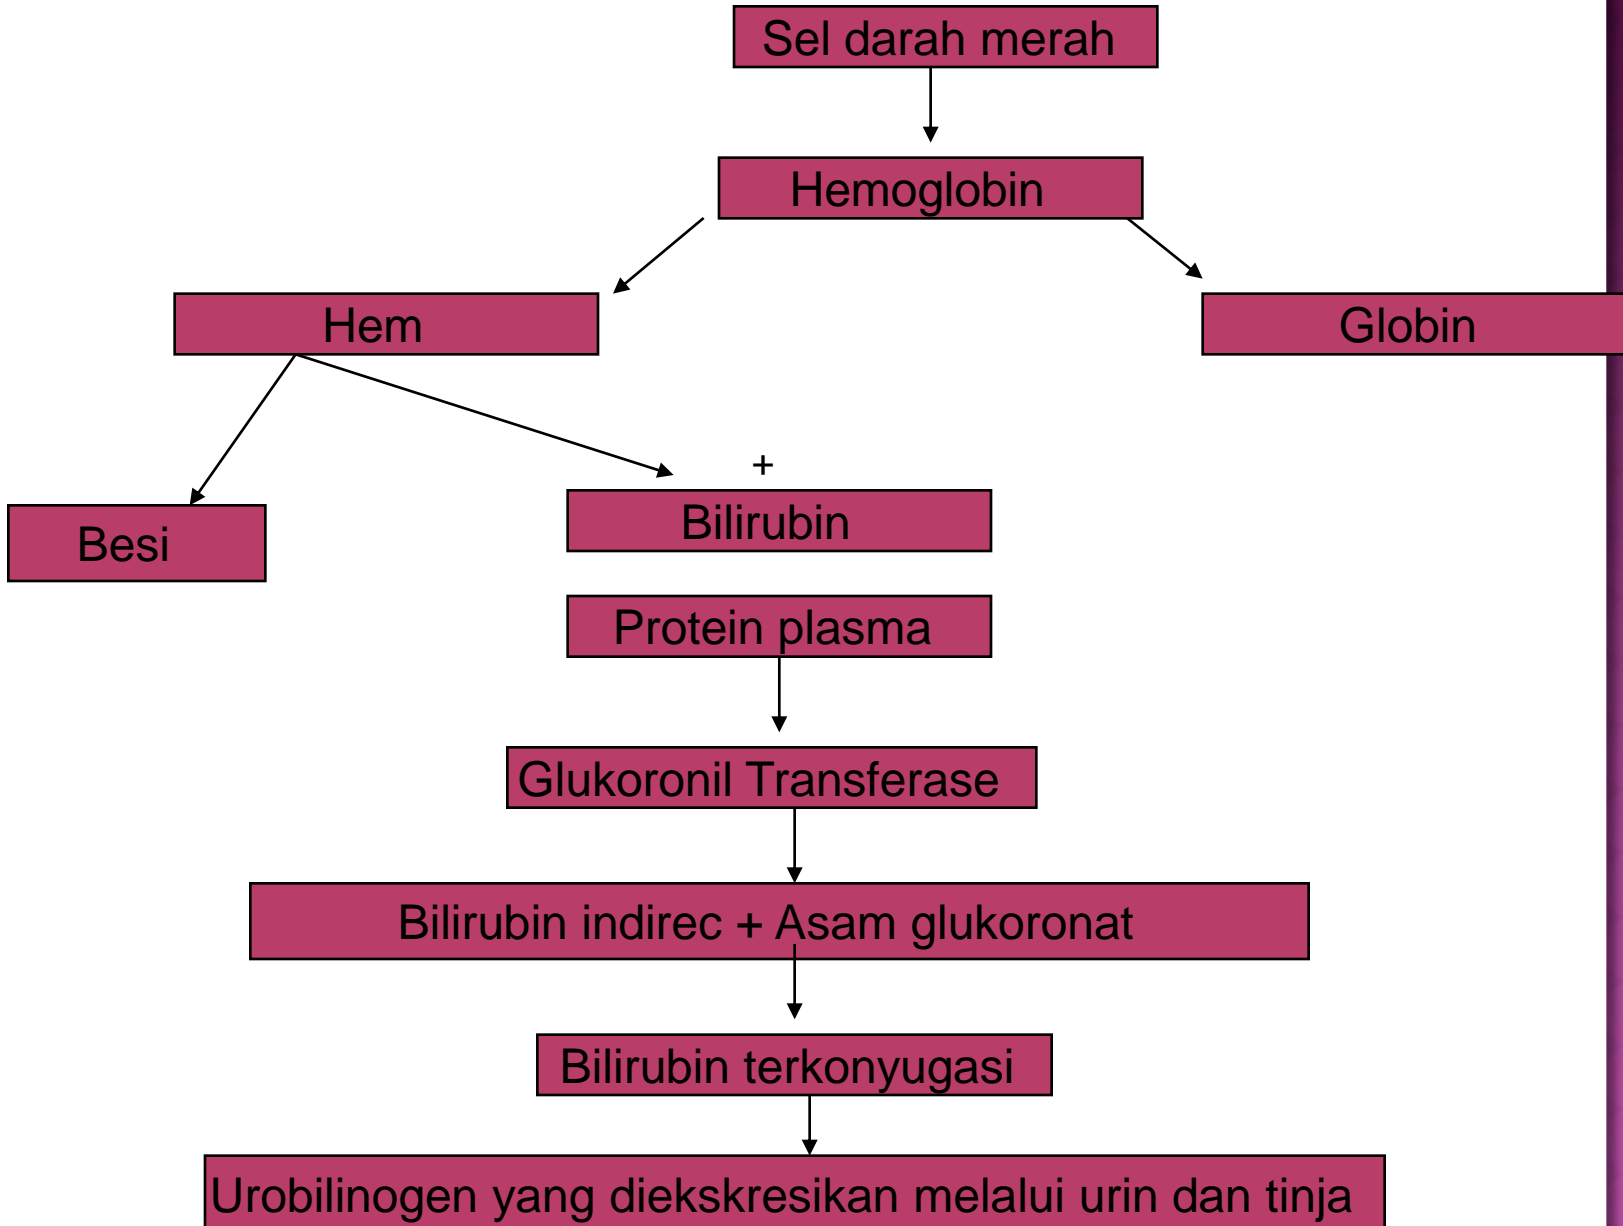 Sel darah merah
Hemoglobin
Hem
Globin
+
Besi
Bilirubin
Protein plasma
Glukoronil Transferase
Bilirubin indirec + Asam glukoronat
Bilirubin terkonyugasi
Urobilinogen yang diekskresikan melalui urin dan tinja